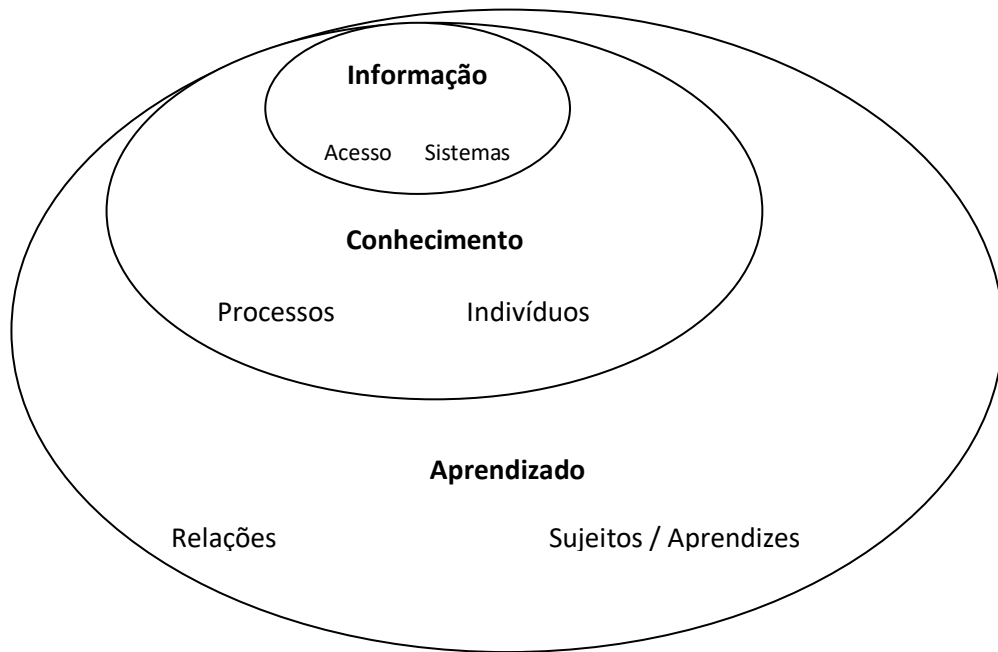 Informação
Acesso Sistemas
Conhecimento
Processos Indivíduos
Aprendizado
Relações Sujeitos / Aprendizes